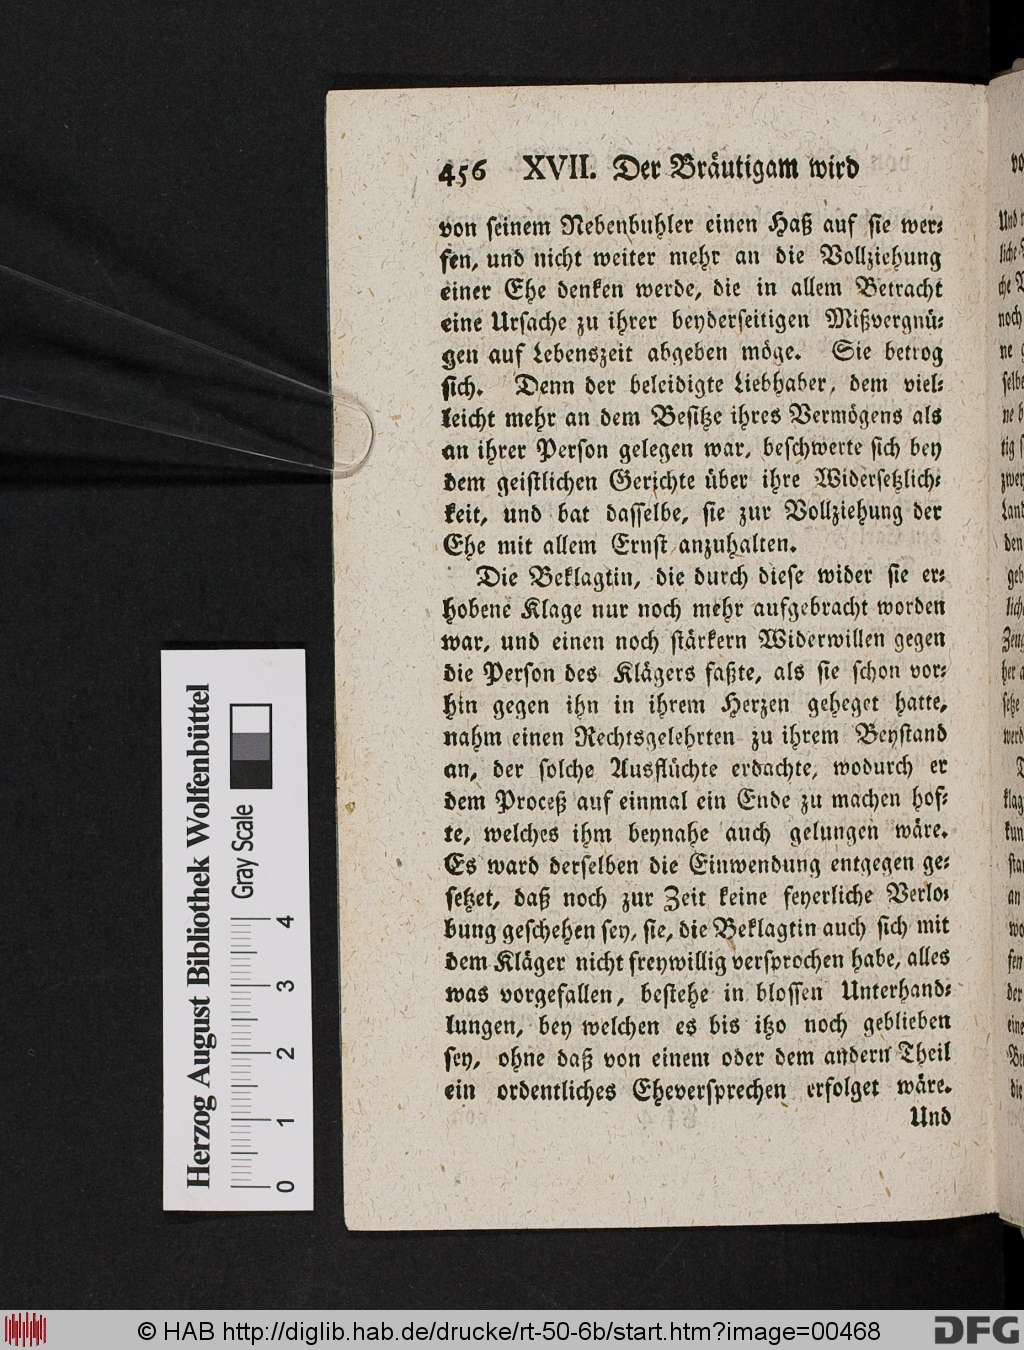 456 XVII. Der Bräutigam wird
von seinem Nebenbuhler einen Haß auf sie wer⸗
fen, und nicht weiter mehr an die Vollziehung
einer Ehe denken werde, die in allem Betracht
eine Ursache zu ihrer beyderseitigen Mißvergnü⸗
gen auf Lebenszeit abgeben möge. Sie betrog
sich. Denn der beleidigte Liebhaber, dem viel⸗
leicht mehr an dem Besitze ihres Vermögens als
an ihrer Person gelegen war, beschwerte sich bey
dem geistlichen Gerichte über ihre Widersetzlich⸗
keit, und bat dasselbe, sie zur Vollziehung der
Ehe mit allem Ernst anzuhalten.
Die Beklagtin, die durch diese wider sie er⸗
hobene Klage nur noch mehr aufgebracht worden
war, und einen noch stärkern Widerwillen gegen
die Person des Klägers faßte, als sie schon vor⸗
hin gegen ihn in ihrem Herzen geheget hatte,
nahm einen Rechtsgelehrten zu ihrem Beystand
an, der solche Ausflüchte erdachte, wodurch er
dem Proceß auf einmal ein Ende zu machen hof⸗
te, welches ihm beynahe auch gelungen wäre.
Es ward derselben die Einwendung entgegen ge⸗
setzet, daß noch zur Zeit keine feyerliche Verlo⸗
bung geschehen sey, sie, die Beklagtin auch sich mit
dem Kläger nicht freywillig versprochen habe, alles
was vorgefallen, bestehe in blossen Unterhand⸗
lungen, bey welchen es bis itzo noch geblieben
sey, ohne daß von einem oder dem andern Theil
ein ordentliches Eheversprechen erfolget wäre.
Und
Herzog August Bibliothek Wolfenbüttel
Gray Scale
0 1 2 3 4
© HAB http://diglib.hab.de/drucke/rt-50-6b/start.htm?image=00468
DFG